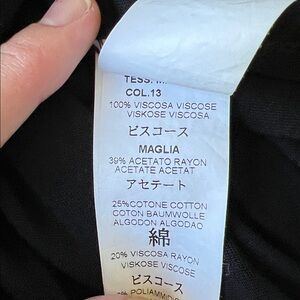 TESS.
COL.13
100% VISCOSA VISCOSE
VISKOSE VISCOSA
ビスコース
MAGLIA
39% ACETATO RAYON
ACETATE ACETAT
アセテート
25%COTONE COTTON
COTON BAUMWOLLE
ALGODON ALGODAO
綿
20% VISCOSA RAYON
VISKOSE VISCOSE
ビスコース